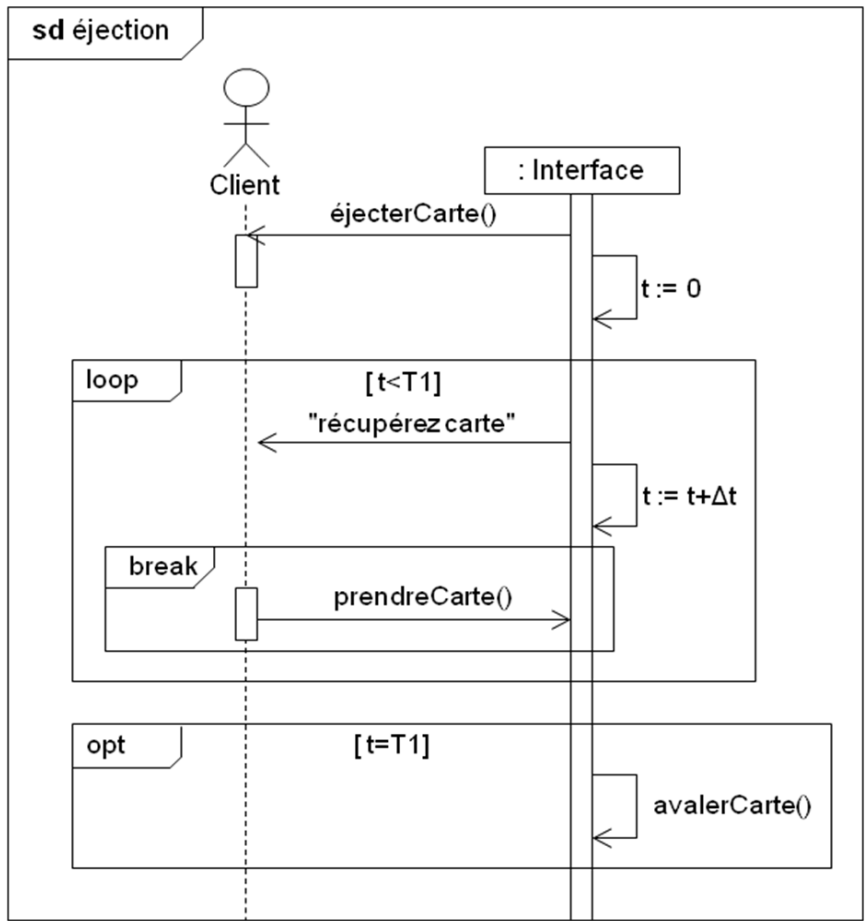 sd éjection
Client
: Interface
éjecterCarte()
t := 0
loop
[t<T1]
"récupérez carte"
t := t+Δt
break
prendreCarte()
opt
[t=T1]
avalerCarte()